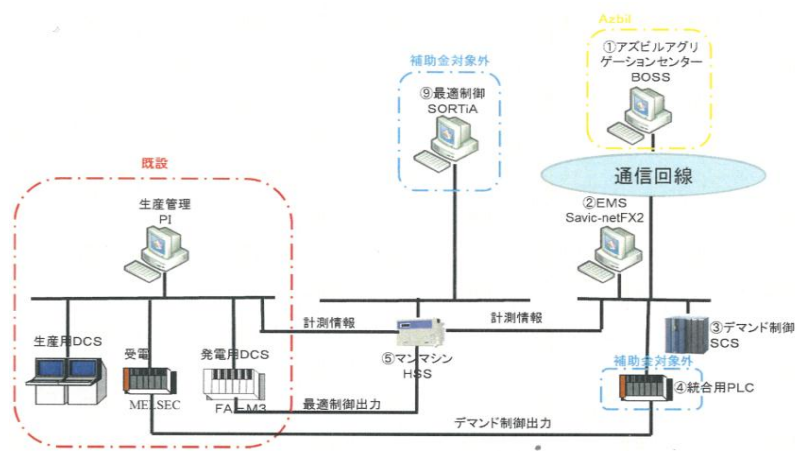 Azbil
①アズビルアグリ
ゲーションセンター
BOSS
補助金対象外
⑨最適制御
SORTiA
通信回線
既設
生産管理
PI
②EMS
Savic-netFX2
計測情報
計測情報
生産用DCS
受電
発電用DCS
⑤マンマシン
HSS
③デマンド制御
SCS
補助金対象外
④統合用PLC
MELSEC
FA-M3
最適制御出力
デマンド制御出力